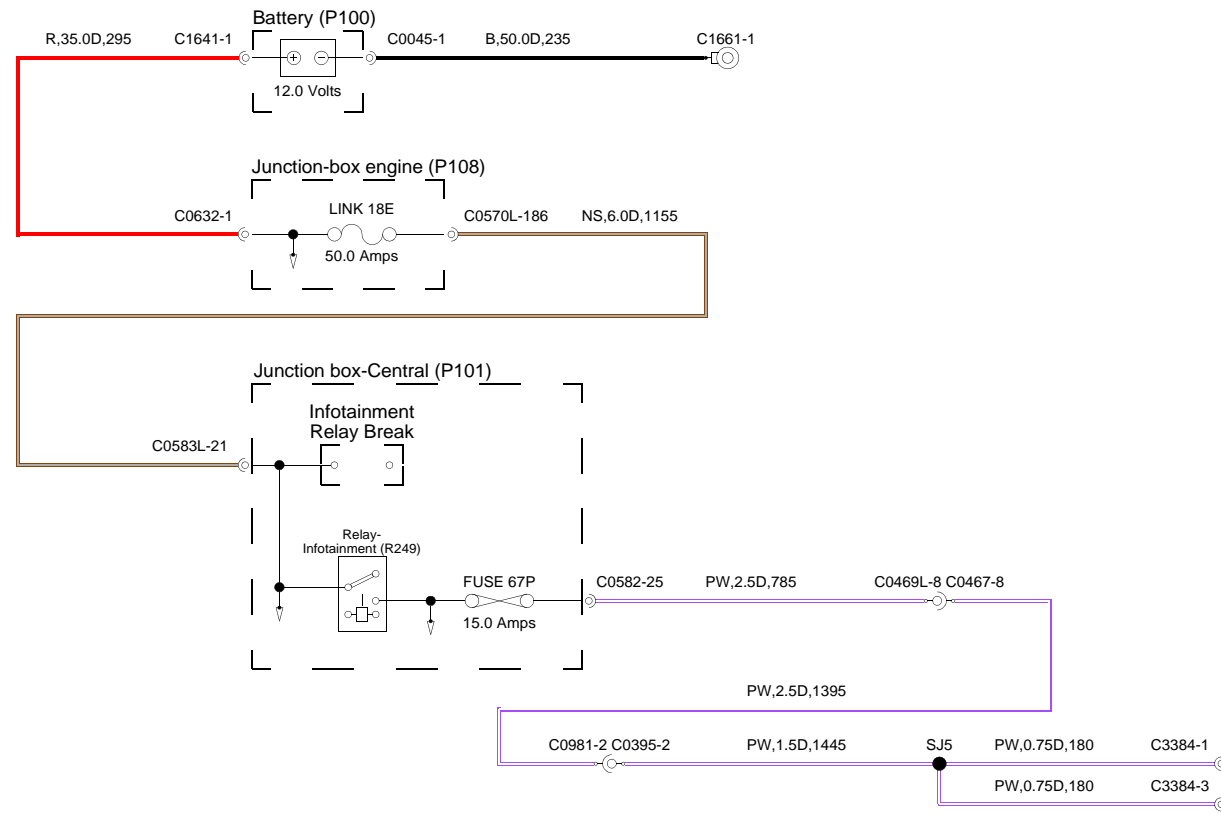 Battery (P100)
R,35.0D,295 C1641-1 C0045-1 B,50.0D,235 C1661-1
12.0 Volts
Junction-box engine (P108)
C0632-1 LINK 18E C0570L-186 NS,6.0D,1155
50.0 Amps
Junction box-Central (P101)
Infotainment
Relay Break
C0583L-21
Relay-
Infotainment (R249)
FUSE 67P C0582-25 PW,2.5D,785 C0469L-8 C0467-8
15.0 Amps
PW,2.5D,1395
C0981-2 C0395-2 PW,1.5D,1445 SJ5 PW,0.75D,180 C3384-1
PW,0.75D,180 C3384-3